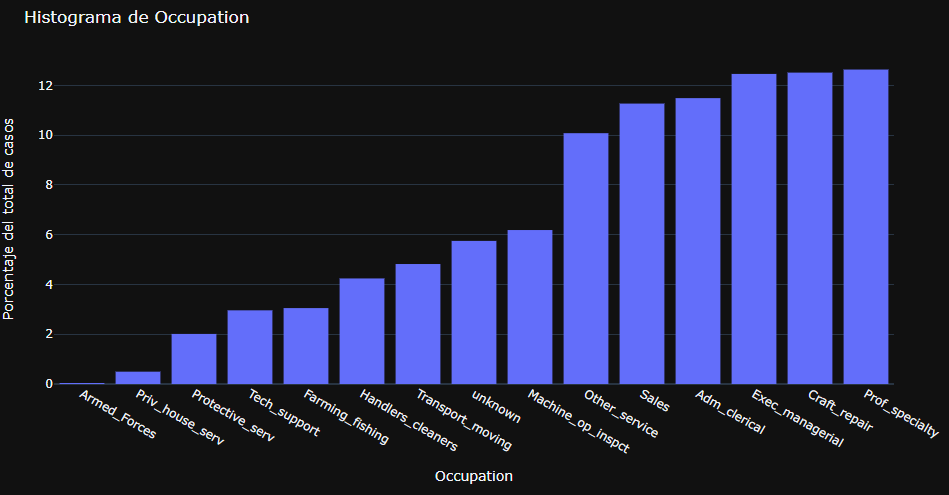 Histograma de Occupation
Porcentaje del total de casos
12
10
8
6
4
2
0
Armed_Forces
Priv_house_serv
Protective_serv
Tech_support
Farming_fishing
Handlers_cleaners
Transport_moving
unknown
Machine_op_inspct
Other_service
Sales
Adm_clerical
Exec_managerial
Craft_repair
Prof_specialty
Occupation